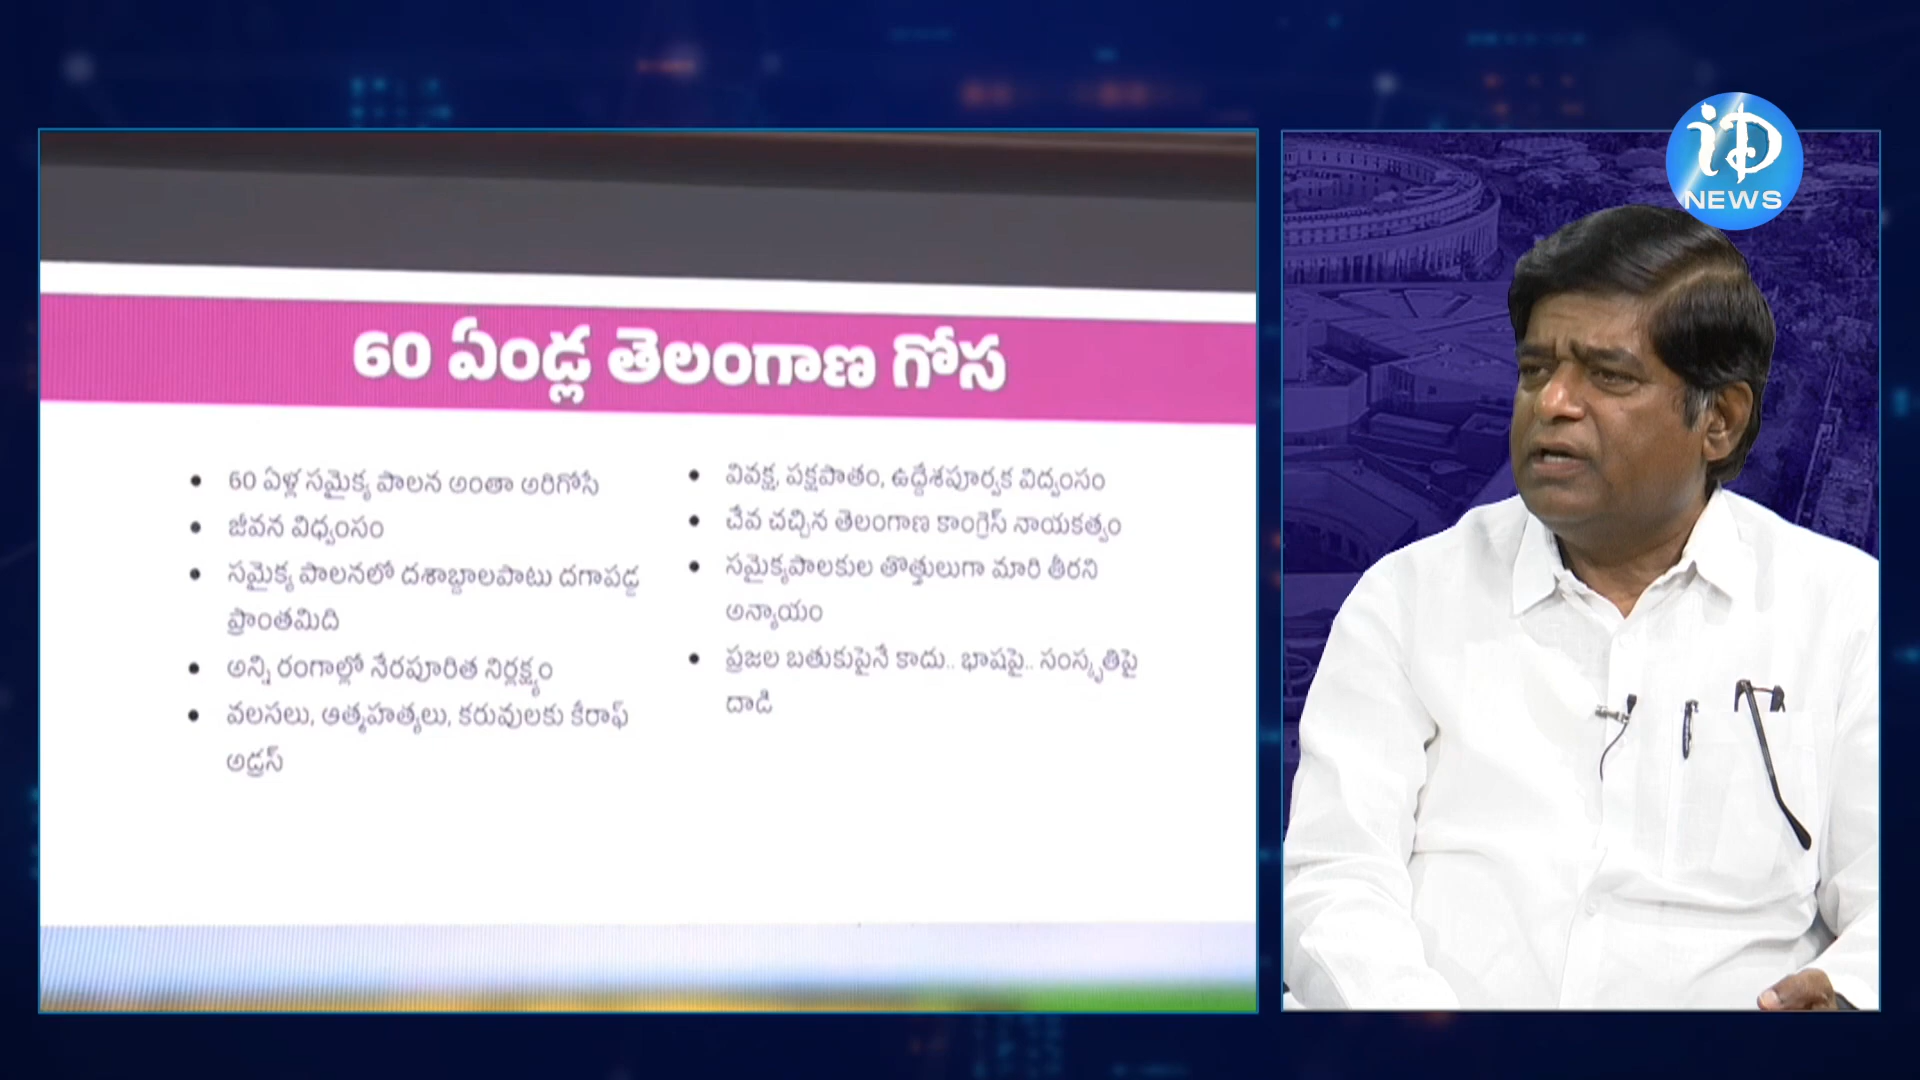 iD
NEWS
60 ఏండ్ల తెలంగాణ గోస
• 60 ఏళ్ల సమైక్య పాలన అంతా అరిగోసే
• జీవన విధ్వంసం
• సమైక్య పాలనలో దశాబ్దాలపాటు దగాపడ్డ
ప్రాంతమిది
• అన్ని రంగాల్లో నేరపూరిత నిర్లక్ష్యం
• వలసలు, ఆత్మహత్యలు, కరువులకు కేరాఫ్
అడ్రస్
• వివక్ష, పక్షపాతం, ఉద్దేశపూర్వక విధ్వంసం
• చేవ చచ్చిన తెలంగాణ కాంగ్రెస్ నాయకత్వం
• సమైక్యపాలకుల తొత్తులుగా మారి తీరని
అన్యాయం
• ప్రజల బతుకుపైనే కాదు.. భాషపై.. సంస్కృతిపై
దాడి